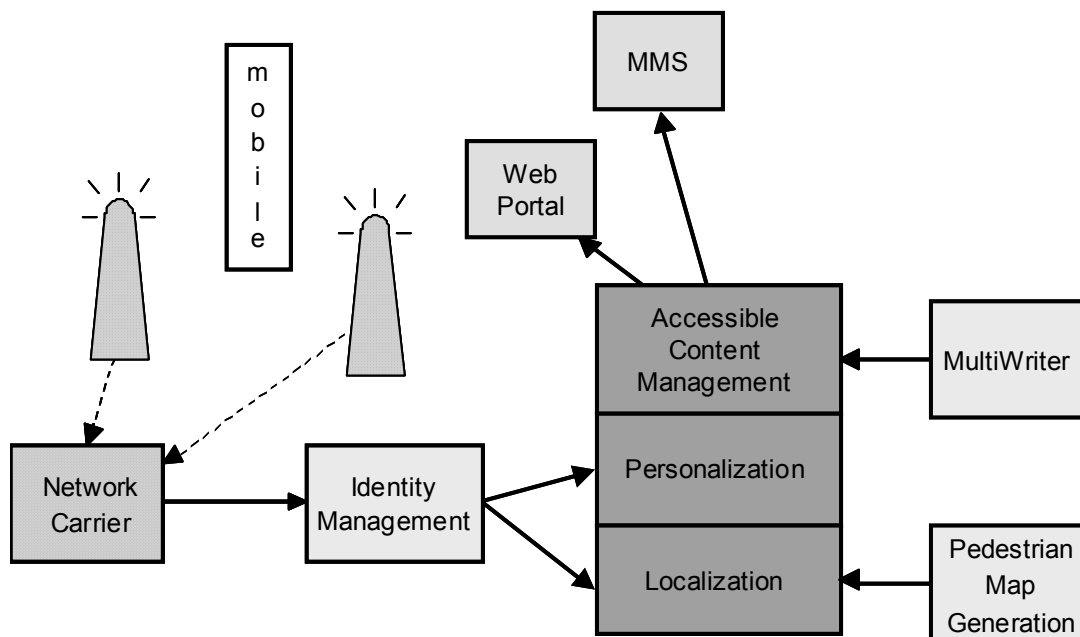 m
o
b
i
l
e
MMS
Web
Portal
Accessible
Content
Management
MultiWriter
Personalization
Network
Carrier
Identity
Management
Localization
Pedestrian
Map
Generation